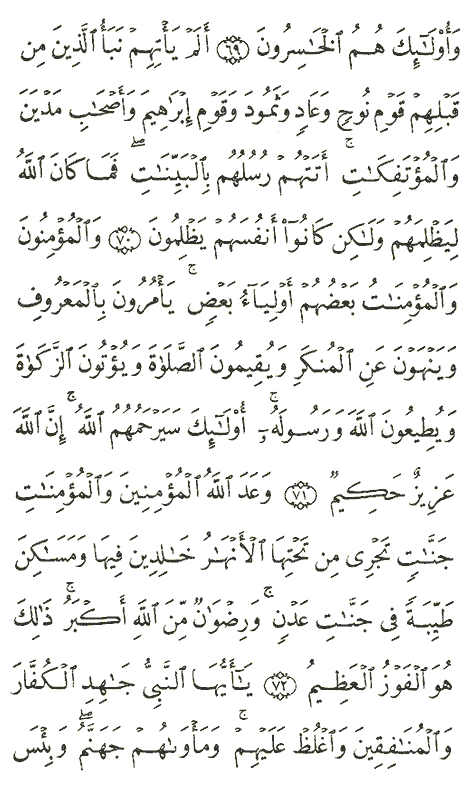 وَأُوْلَٰٓئِكَ هُمُ ٱلْخَٰسِرُونَ ٦٩ أَلَمْ يَأْتِهِمْ نَبَأُ ٱلَّذِينَ مِن
قَبْلِهِمْ قَوْمِ نُوحٍ وَعَادٍ وَثَمُودَ وَقَوْمِ إِبْرَٰهِيمَ وَأَصْحَٰبِ مَدْيَنَ
وَٱلْمُؤْتَفِكَٰتِ ۚ أَتَتْهُمْ رُسُلُهُم بِٱلْبَيِّنَٰتِ ۖ فَمَا كَانَ ٱللَّهُ
لِيَظْلِمَهُمْ وَلَٰكِن كَانُوٓاْ أَنفُسَهُمْ يَظْلِمُونَ ٧٠ وَٱلْمُؤْمِنُونَ
وَٱلْمُؤْمِنَٰتُ بَعْضُهُمْ أَوْلِيَآءُ بَعْضٍ ۚ يَأْمُرُونَ بِٱلْمَعْرُوفِ
وَيَنْهَوْنَ عَنِ ٱلْمُنكَرِ وَيُقِيمُونَ ٱلصَّلَوٰةَ وَيُؤْتُونَ ٱلزَّكَوٰةَ
وَيُطِيعُونَ ٱللَّهَ وَرَسُولَهُۥٓ ۚ أُوْلَٰٓئِكَ سَيَرْحَمُهُمُ ٱللَّهُ ۗ إِنَّ ٱللَّهَ
عَزِيزٌ حَكِيمٌ ٧١ وَعَدَ ٱللَّهُ ٱلْمُؤْمِنِينَ وَٱلْمُؤْمِنَٰتِ
جَنَّٰتٍ تَجْرِى مِن تَحْتِهَا ٱلْأَنْهَٰرُ خَٰلِدِينَ فِيهَا وَمَسَٰكِنَ
طَيِّبَةً فِى جَنَّٰتِ عَدْنٍ ۚ وَرِضْوَٰنٌ مِّنَ ٱللَّهِ أَكْبَرُ ۚ ذَٰلِكَ
هُوَ ٱلْفَوْزُ ٱلْعَظِيمُ ٧٢ يَٰٓأَيُّهَا ٱلنَّبِىُّ جَٰهِدِ ٱلْكُفَّارَ
وَٱلْمُنَٰفِقِينَ وَٱغْلُظْ عَلَيْهِمْ ۚ وَمَأْوَىٰهُمْ جَهَنَّمُ ۖ وَبِئْسَ